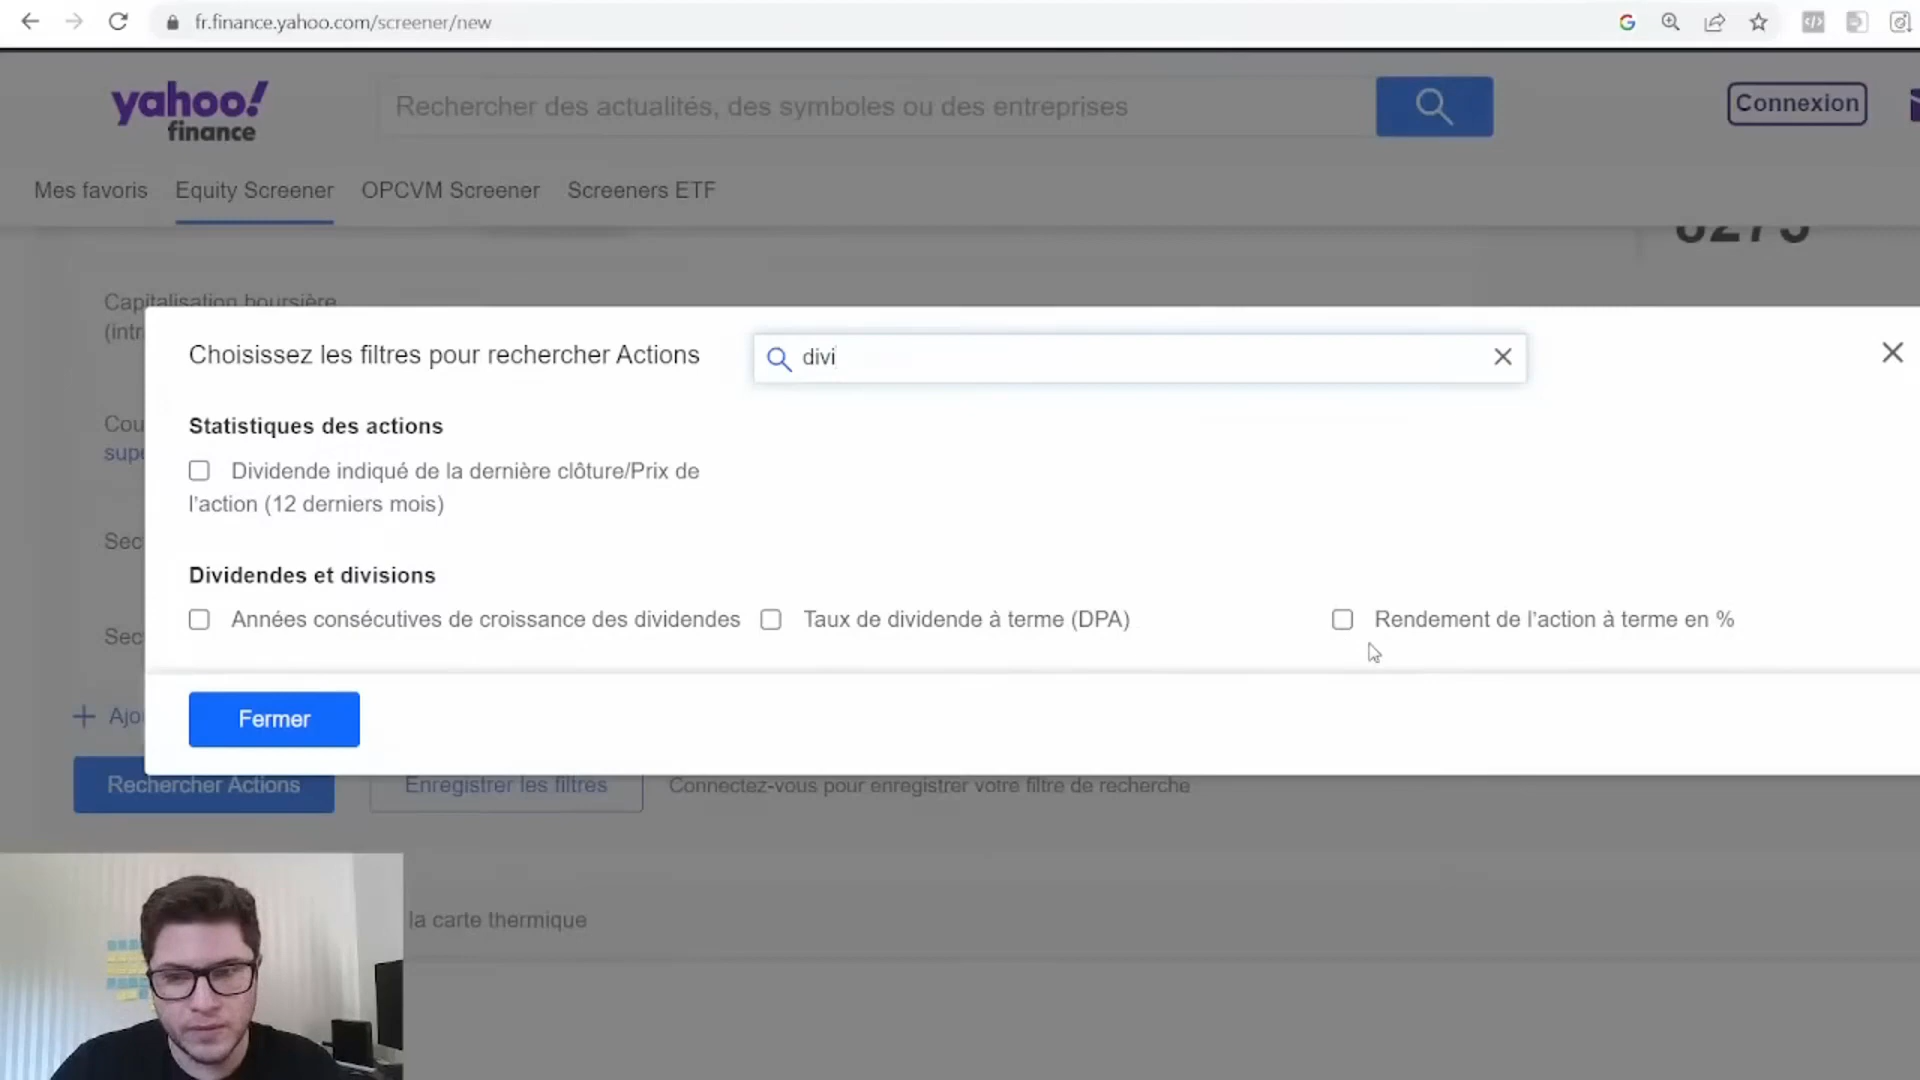 fr.finance.yahoo.com/screener/new
yahoo!
finance
Rechercher des actualités, des symboles ou des entreprises
Connexion
Mes favoris Equity Screener OPCVM Screener Screeners ETF
Capitalisation boursière
Choisissez les filtres pour rechercher Actions
divi
Statistiques des actions
Dividende indiqué de la dernière clôture/Prix de
l'action (12 derniers mois)
Dividendes et divisions
Années consécutives de croissance des dividendes
Taux de dividende à terme (DPA)
Rendement de l'action à terme en %
Fermer
Rechercher Actions
Enregistrer les filtres
Connectez-vous pour enregistrer votre filtre de recherche
la carte thermique